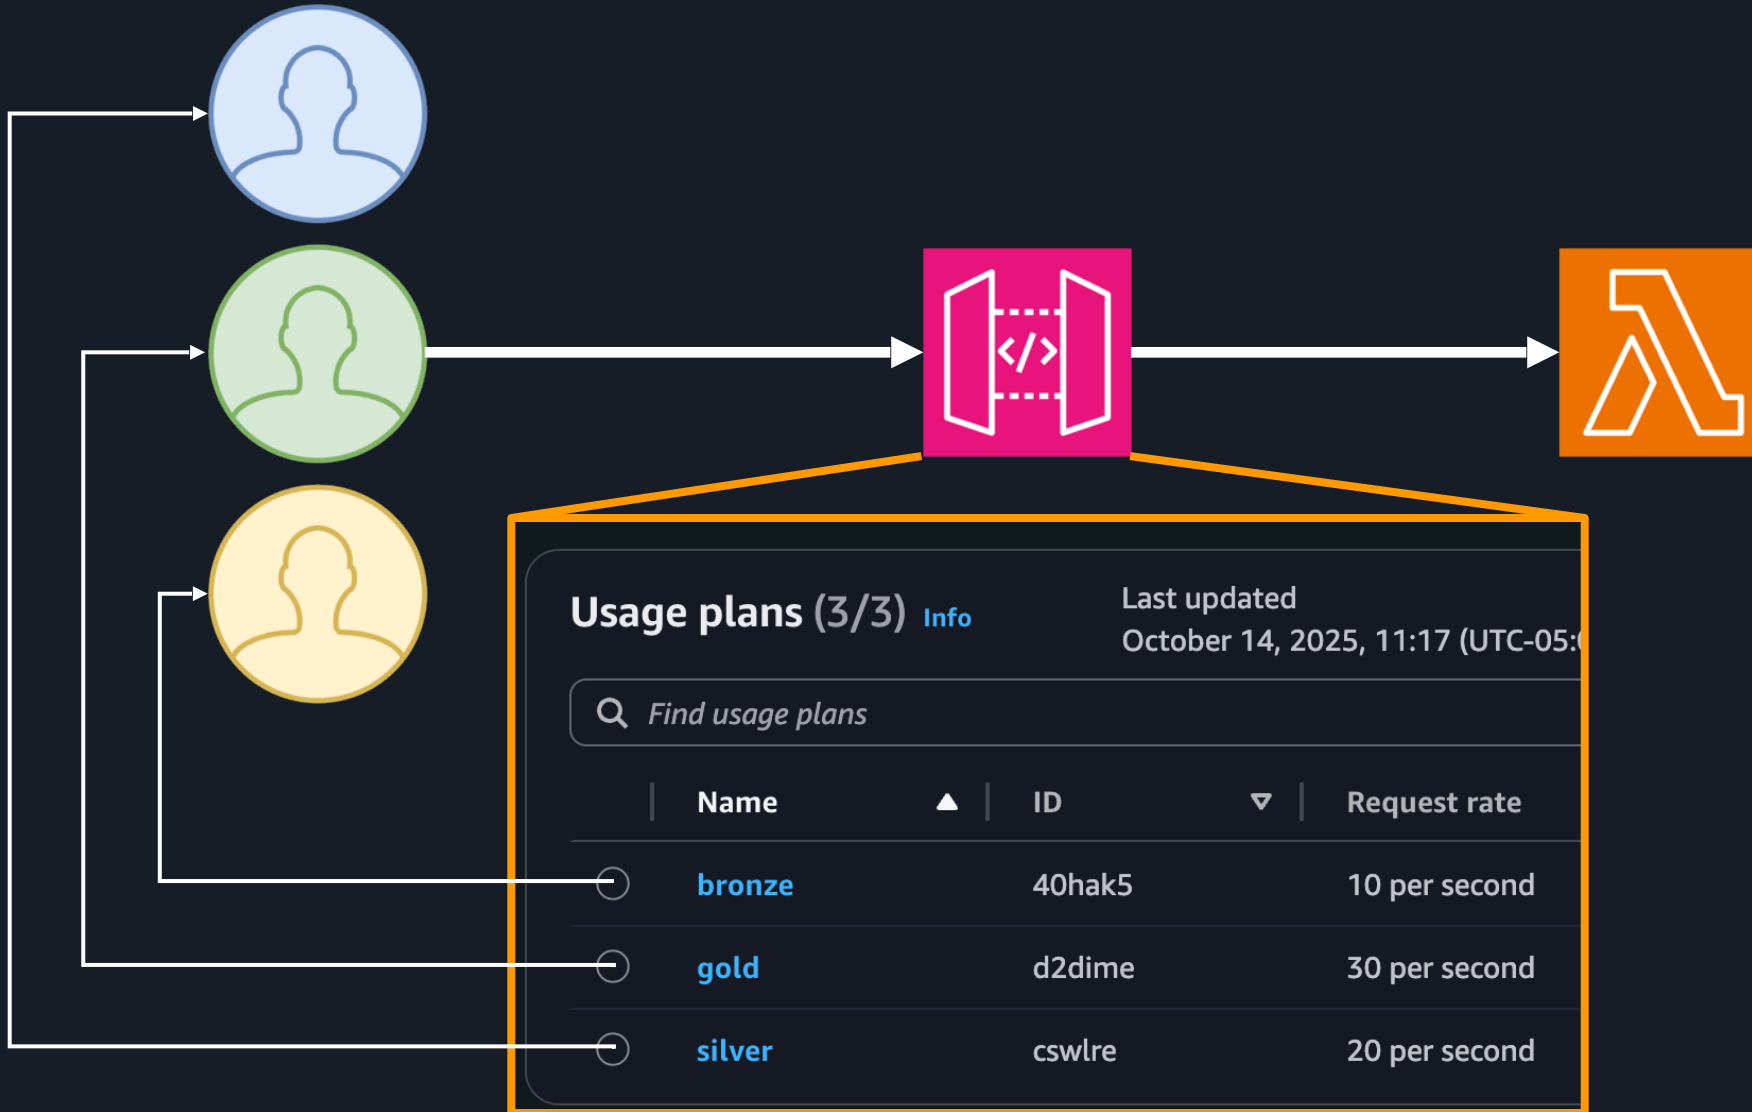 </>
Usage plans (3/3) Info
Last updated
October 14, 2025, 11:17 (UTC-05:
Find usage plans
Name ID Request rate
bronze 40hak5 10 per second
gold d2dime 30 per second
silver cswlre 20 per second